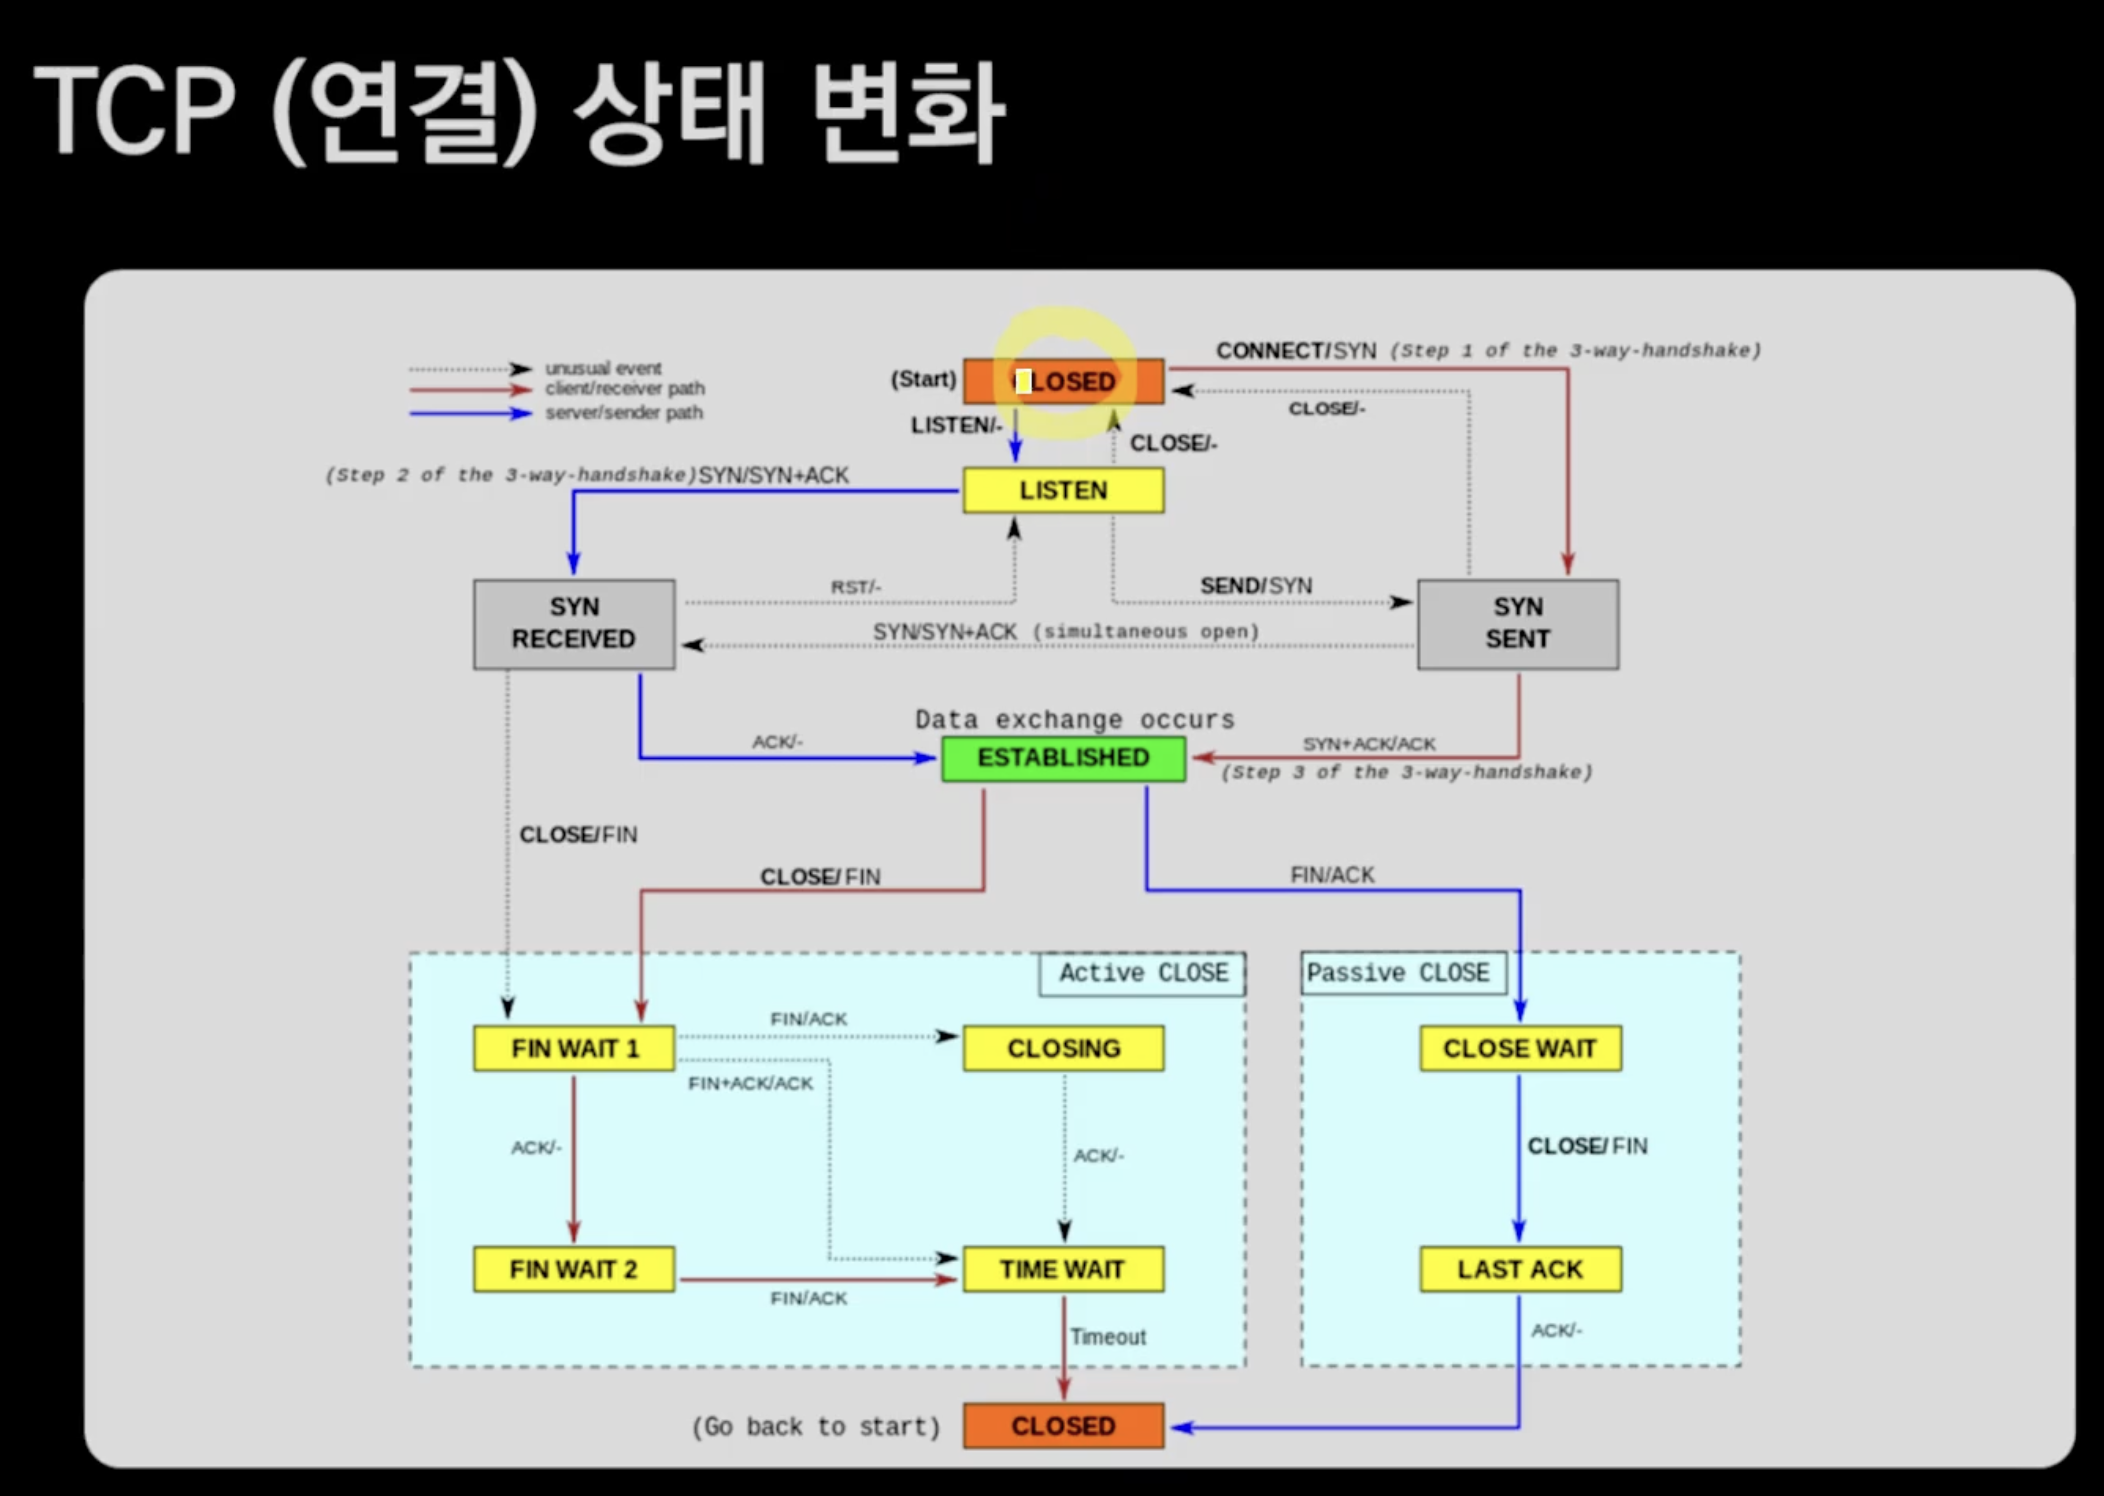 TCP (연결) 상태 변화
unusual event
client/receiver path
server/sender path
(Start)
CLOSED
CONNECT/SYN (Step 1 of the 3-way-handshake)
CLOSE/-
LISTEN/-
CLOSE/-
(Step 2 of the 3-way-handshake)SYN/SYN+ACK
LISTEN
RST/-
SEND/SYN
SYN
RECEIVED
SYN
SENT
SYN/SYN+ACK (simultaneous open)
Data exchange occurs
ACK/-
ESTABLISHED
SYN+ACK/ACK
(Step 3 of the 3-way-handshake)
CLOSE/FIN
CLOSE/FIN
FIN/ACK
Active CLOSE
Passive CLOSE
FIN WAIT 1
FIN/ACK
CLOSING
CLOSE WAIT
FIN+ACK/ACK
ACK/-
ACK/-
CLOSE/FIN
FIN WAIT 2
TIME WAIT
LAST ACK
FIN/ACK
Timeout
ACK/-
(Go back to start)
CLOSED